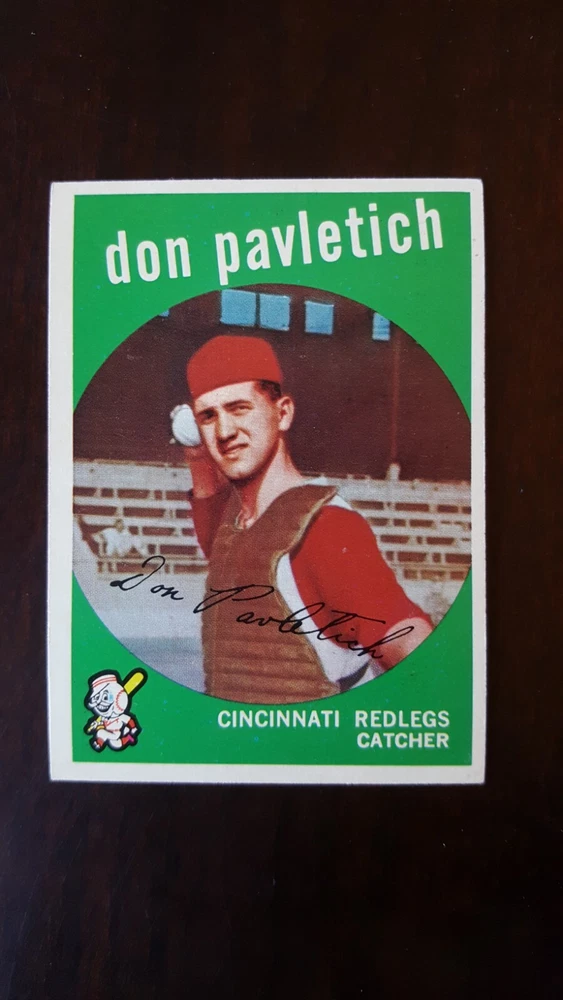 don pavletich
Don Pavletich
CINCINNATI REDLEGS
CATCHER